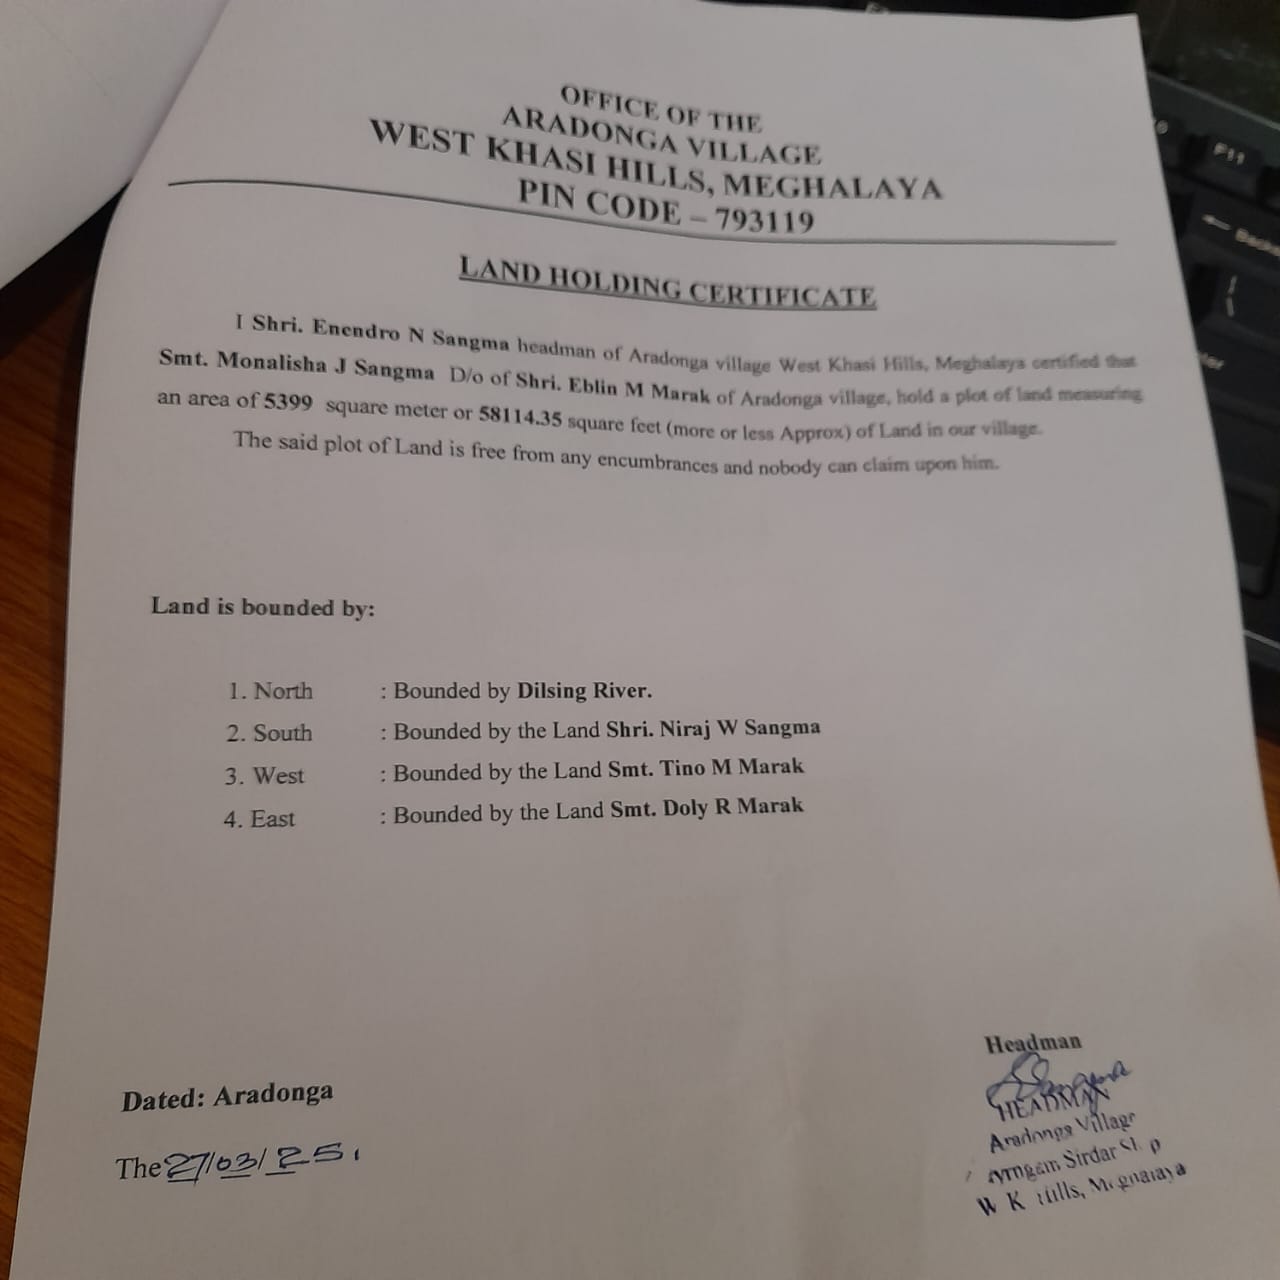 OFFICE OF THE
ARADONGA VILLAGE
WEST KHASI HILLS, MEGHALAYA
PIN CODE – 793119
LAND HOLDING CERTIFICATE
I Shri. Enendro N Sangma headman of Aradonga village West Khasi Hills, Meghalaya certified that
Smt. Monalisha J Sangma D/o of Shri. Eblin M Marak of Aradonga village, hold a plot of land measuring
an area of 5399 square meter or 58114.35 square feet (more or less Approx) of Land in our village.
The said plot of Land is free from any encumbrances and nobody can claim upon him.
Land is bounded by:
1. North : Bounded by Dilsing River.
2. South : Bounded by the Land Shri. Niraj W Sangma
3. West : Bounded by the Land Smt. Tino M Marak
4. East : Bounded by the Land Smt. Doly R Marak
Headman
Sangma
HEADMAN
Dated: Aradonga
Aradonga Village
The 27/03/25.
Sirdar
W K Hills, Meghalaya
F11